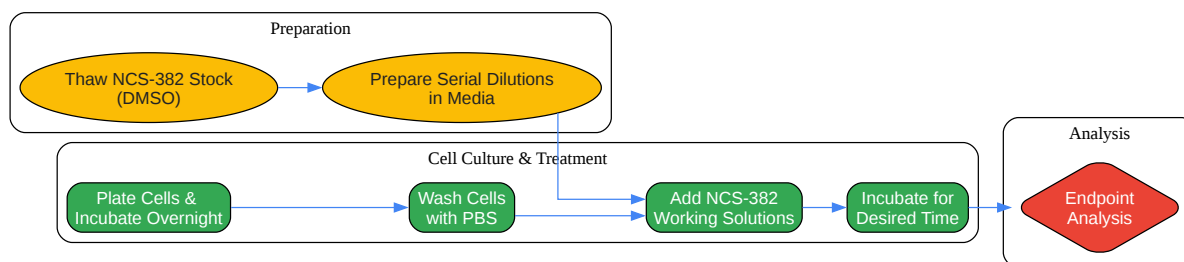 Preparation
Thaw NCS-382 Stock
(DMSO)
Prepare Serial Dilutions
in Media
Cell Culture & Treatment
Plate Cells &
Incubate Overnight
Wash Cells
with PBS
Add NCS-382
Working Solutions
Incubate for
Desired Time
Analysis
Endpoint
Analysis